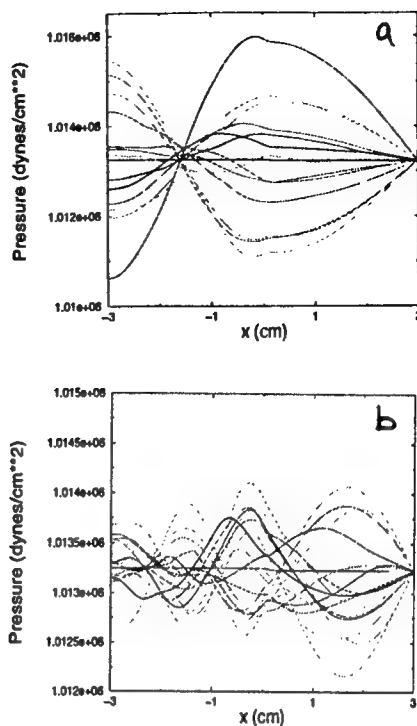 a
Pressure (dynes/cm**2)
1.016e+06
1.014e+06
1.012e+06
1.01e+06
-3
-1
1
3
x (cm)
b
Pressure (dynes/cm**2)
1.015e+06
1.0145e+06
1.014e+06
1.0135e+06
1.013e+06
1.0125e+06
1.012e+06
-3
-1
1
3
x (cm)